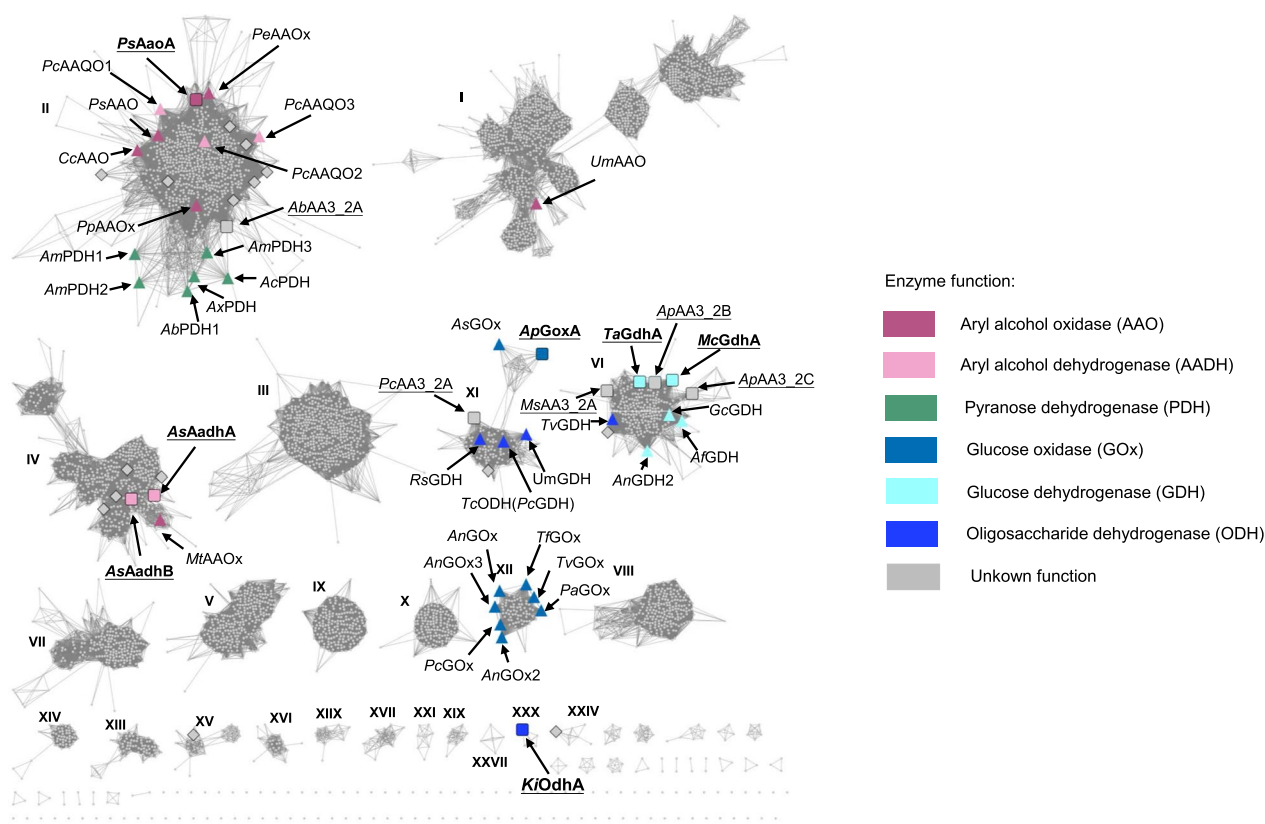 PsAaoA
PeAAOx
PcAAQO1
II
PsAAO
PcAAQO3
I
CcAAO
PcAAQO2
UmAAO
PpAAOx
AbAA3_2A
AmPDH1
AmPDH3
AmPDH2
AcPDH
AxPDH
AbPDH1
Enzyme function:
Aryl alcohol oxidase (AAO)
Aryl alcohol dehydrogenase (AADH)
Pyranose dehydrogenase (PDH)
Glucose oxidase (GOx)
Glucose dehydrogenase (GDH)
Oligosaccharide dehydrogenase (ODH)
Unkown function
AsGOx
ApGoxA
TaGdhA
ApAA3_2B
McGdhA
III
PcAA3_2A
XI
VI
MsAA3_2A
ApAA3_2C
TvGDH
GcGDH
IV
AsAadhA
RsGDH
UmGDH
AnGDH2
AfGDH
TcODH(PcGDH)
AsAadhB
MtAAOx
AnGOx
TfGOx
AnGOx3
XII
TvGOx
VIII
PaGOx
VII
V
IX
X
PcGOx
AnGOx2
XIV
XIII
XV
XVI
XIIX
XVII
XXI
XIX
XXVII
XXX
XXIV
KiOdhA